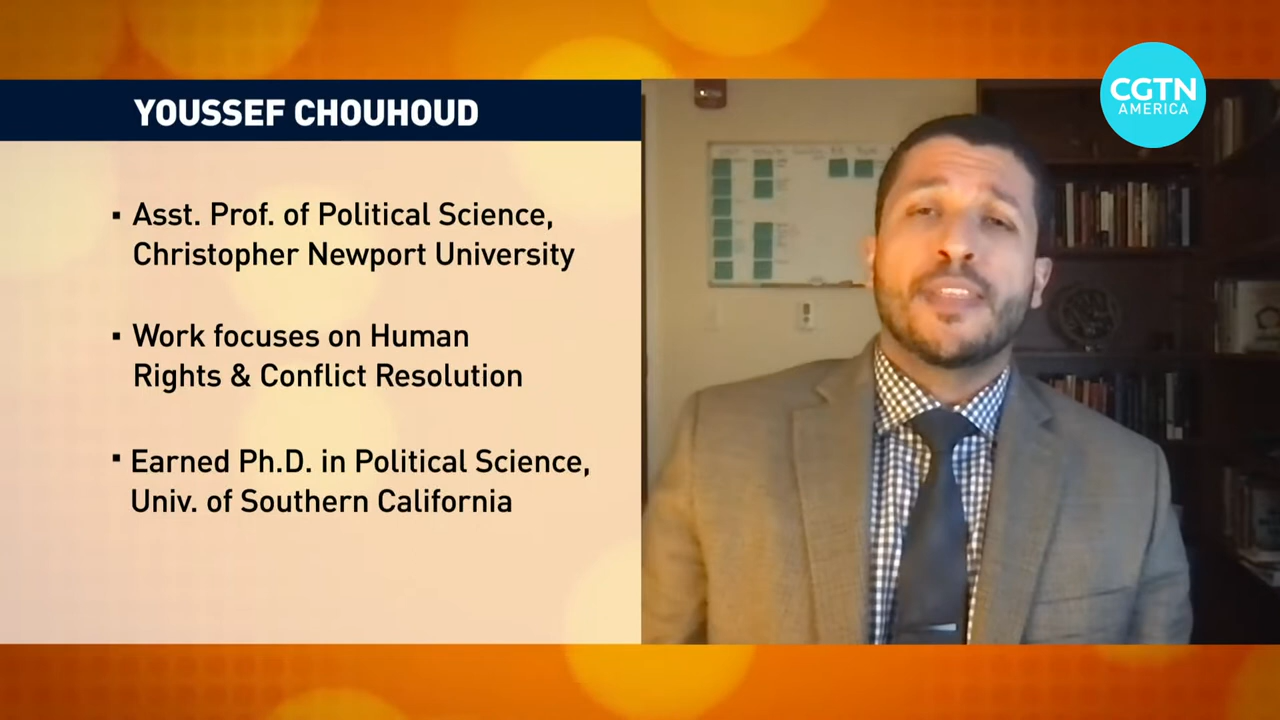 YOUSSEF CHOUHOUD
▪ Asst. Prof. of Political Science,
Christopher Newport University
▪ Work focuses on Human
Rights & Conflict Resolution
▪ Earned Ph.D. in Political Science,
Univ. of Southern California
CGTN
AMERICA